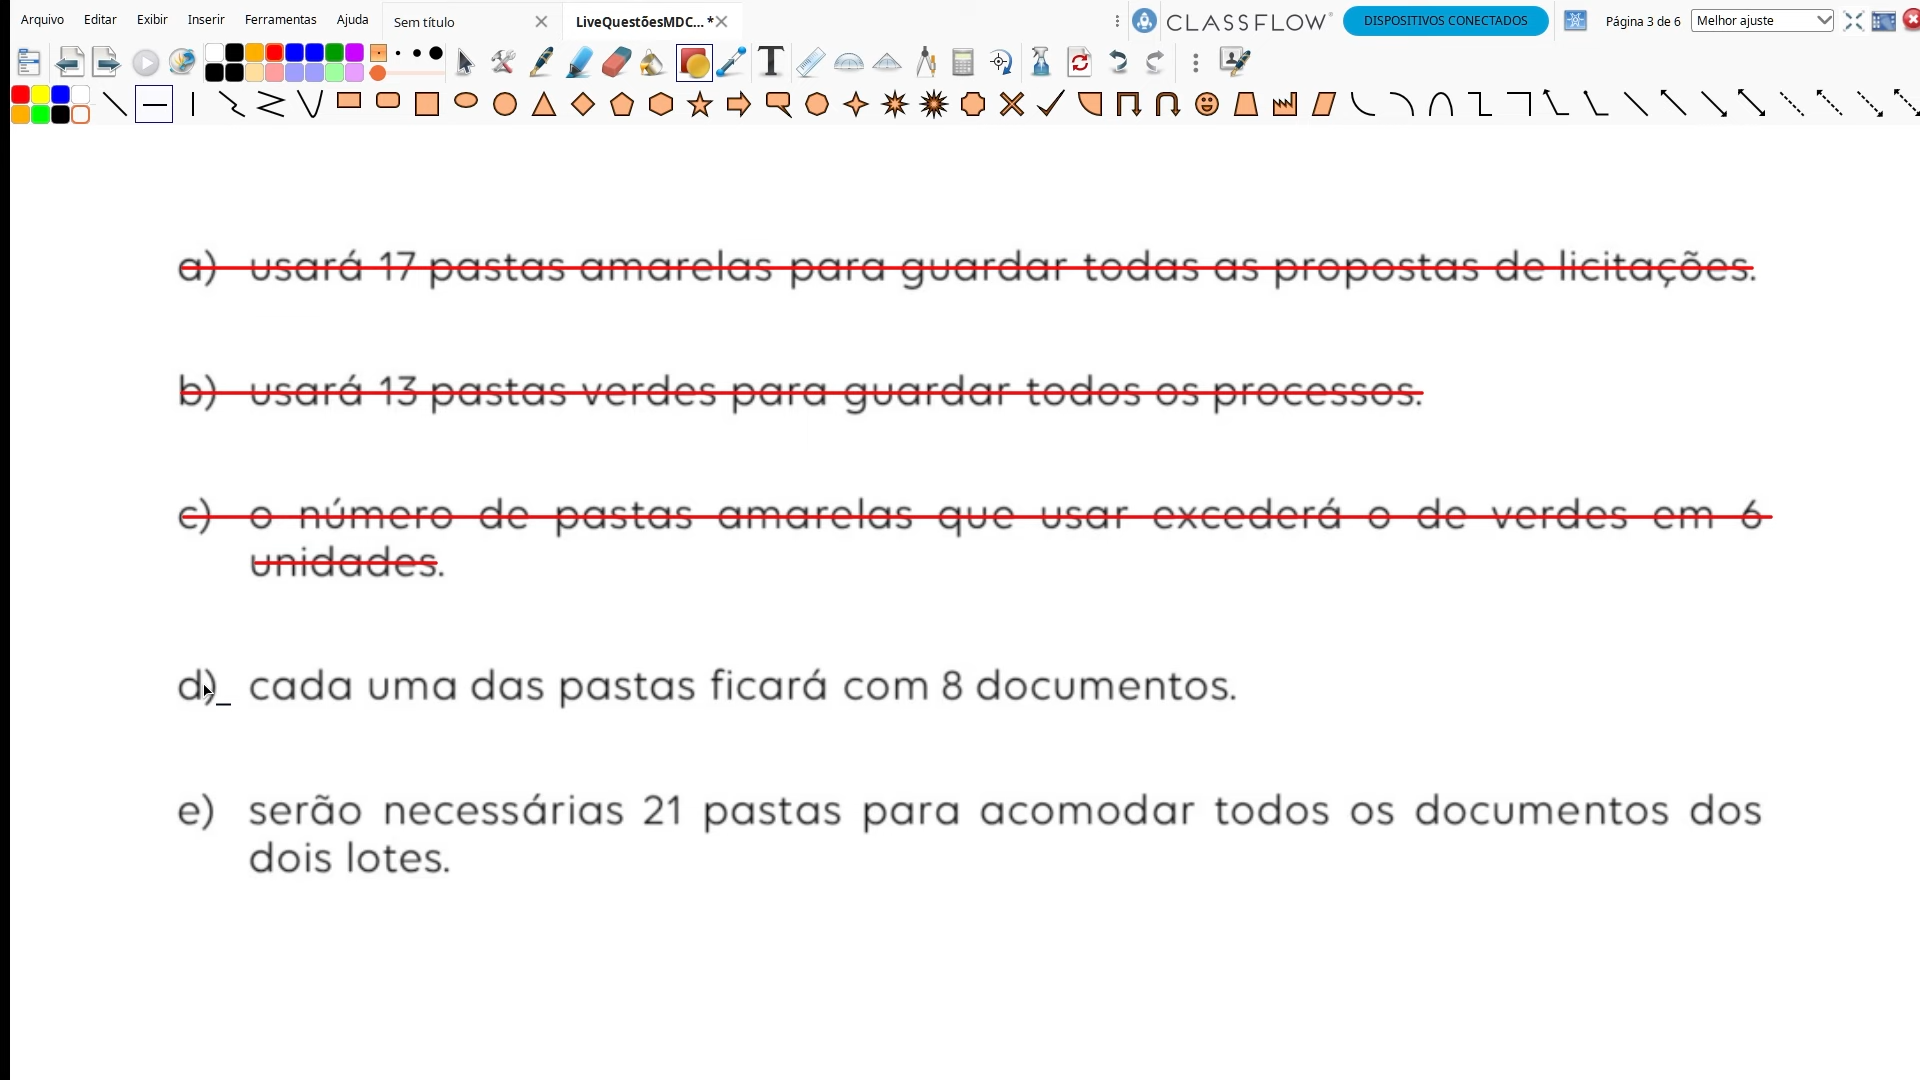 Arquivo Editar Exibir Inserir Ferramentas Ajuda Sem título LiveQuestõesMDC... * CLASSFLOW DISPOSITIVOS CONECTADOS Página 3 de 6 Melhor ajuste
a) usará 17 pastas amarelas para guardar todas as propostas de licitações.
b) usará 13 pastas verdes para guardar todos os processos.
c) o número de pastas amarelas que usar excederá o de verdes em 6
unidades.
d) cada uma das pastas ficará com 8 documentos.
e) serão necessárias 21 pastas para acomodar todos os documentos dos
dois lotes.